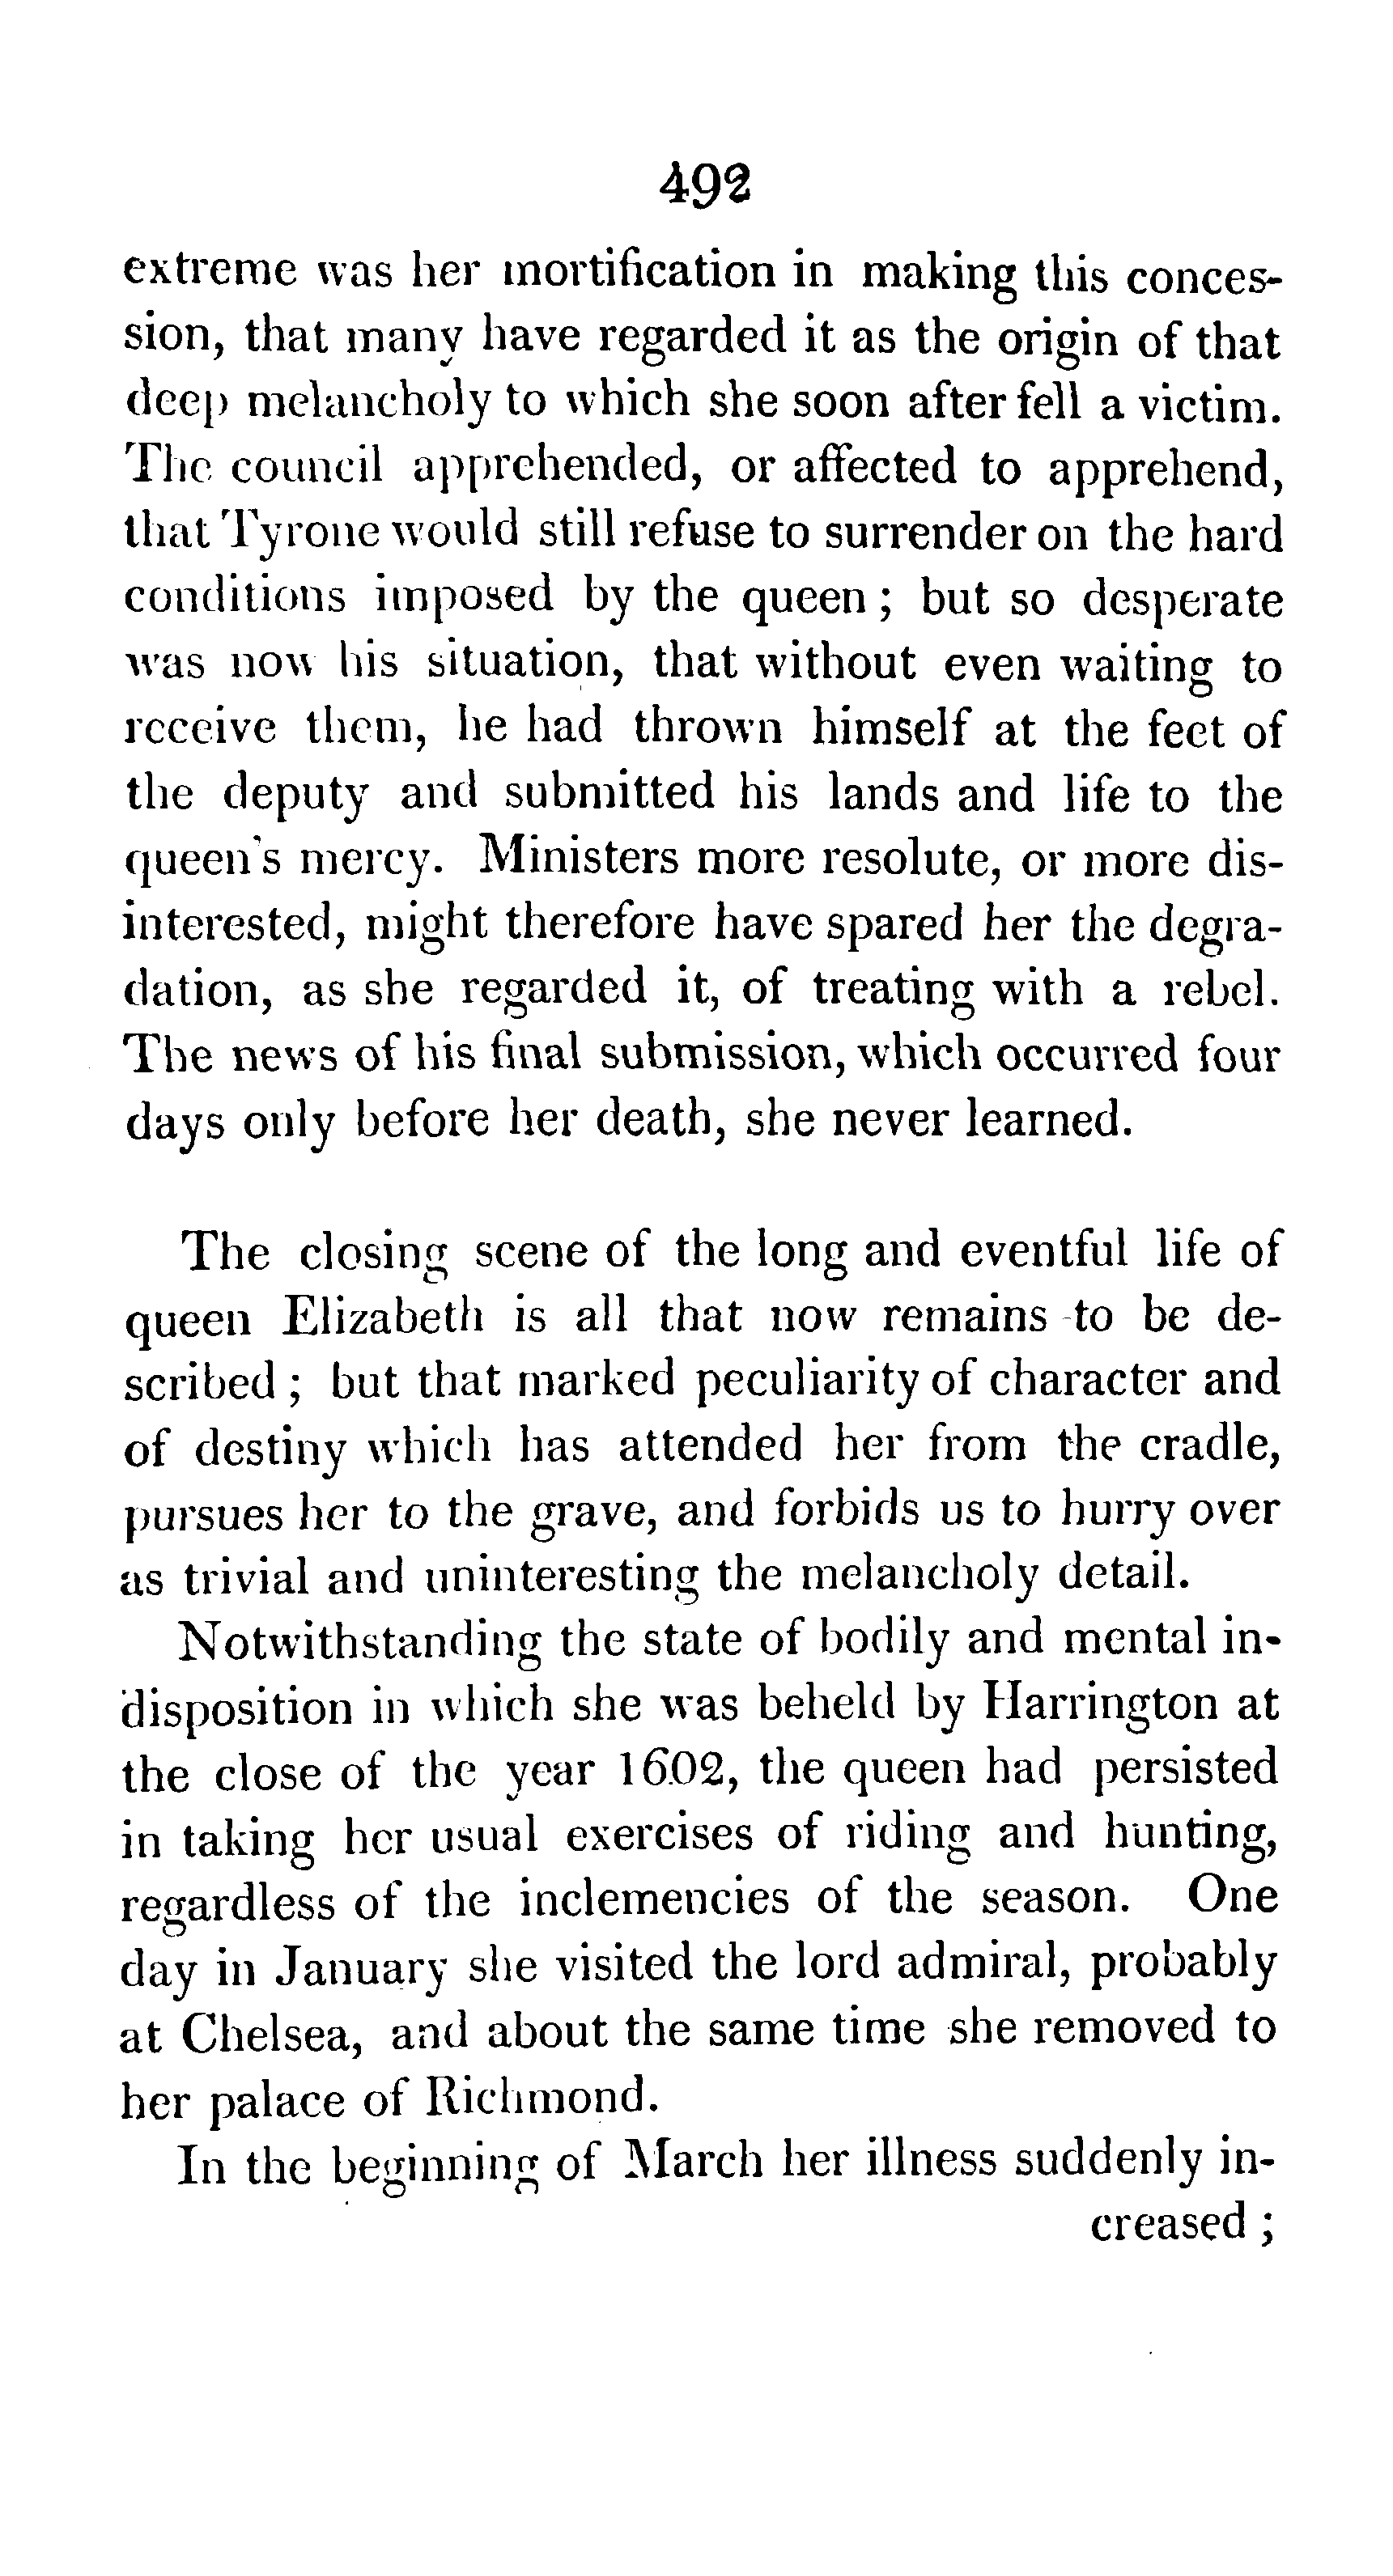 492
extreme was her mortification in making this conces-
sion, that many have regarded it as the origin of that
deep melancholy to which she soon after fell a victim.
The council apprehended, or affected to apprehend,
that Tyrone would still refuse to surrender on the hard
conditions imposed by the queen ; but so desperate
was now his situation, that without even waiting to
receive them, he had thrown himself at the feet of
the deputy and submitted his lands and life to the
queen's mercy. Ministers more resolute, or more dis-
interested, might therefore have spared her the degra-
dation, as she regarded it, of treating with a rebel.
The news of his final submission, which occurred four
days only before her death, she never learned.
The closing scene of the long and eventful life of
queen Elizabeth is all that now remains to be de-
scribed ; but that marked peculiarity of character and
of destiny which has attended her from the cradle,
pursues her to the grave, and forbids us to hurry over
as trivial and uninteresting the melancholy detail.
Notwithstanding the state of bodily and mental in-
disposition in which she was beheld by Harrington at
the close of the year 1602, the queen had persisted
in taking her usual exercises of riding and hunting,
regardless of the inclemencies of the season. One
day in January she visited the lord admiral, probably
at Chelsea, and about the same time she removed to
her palace of Richmond.
In the beginning of March her illness suddenly in-
creased ;